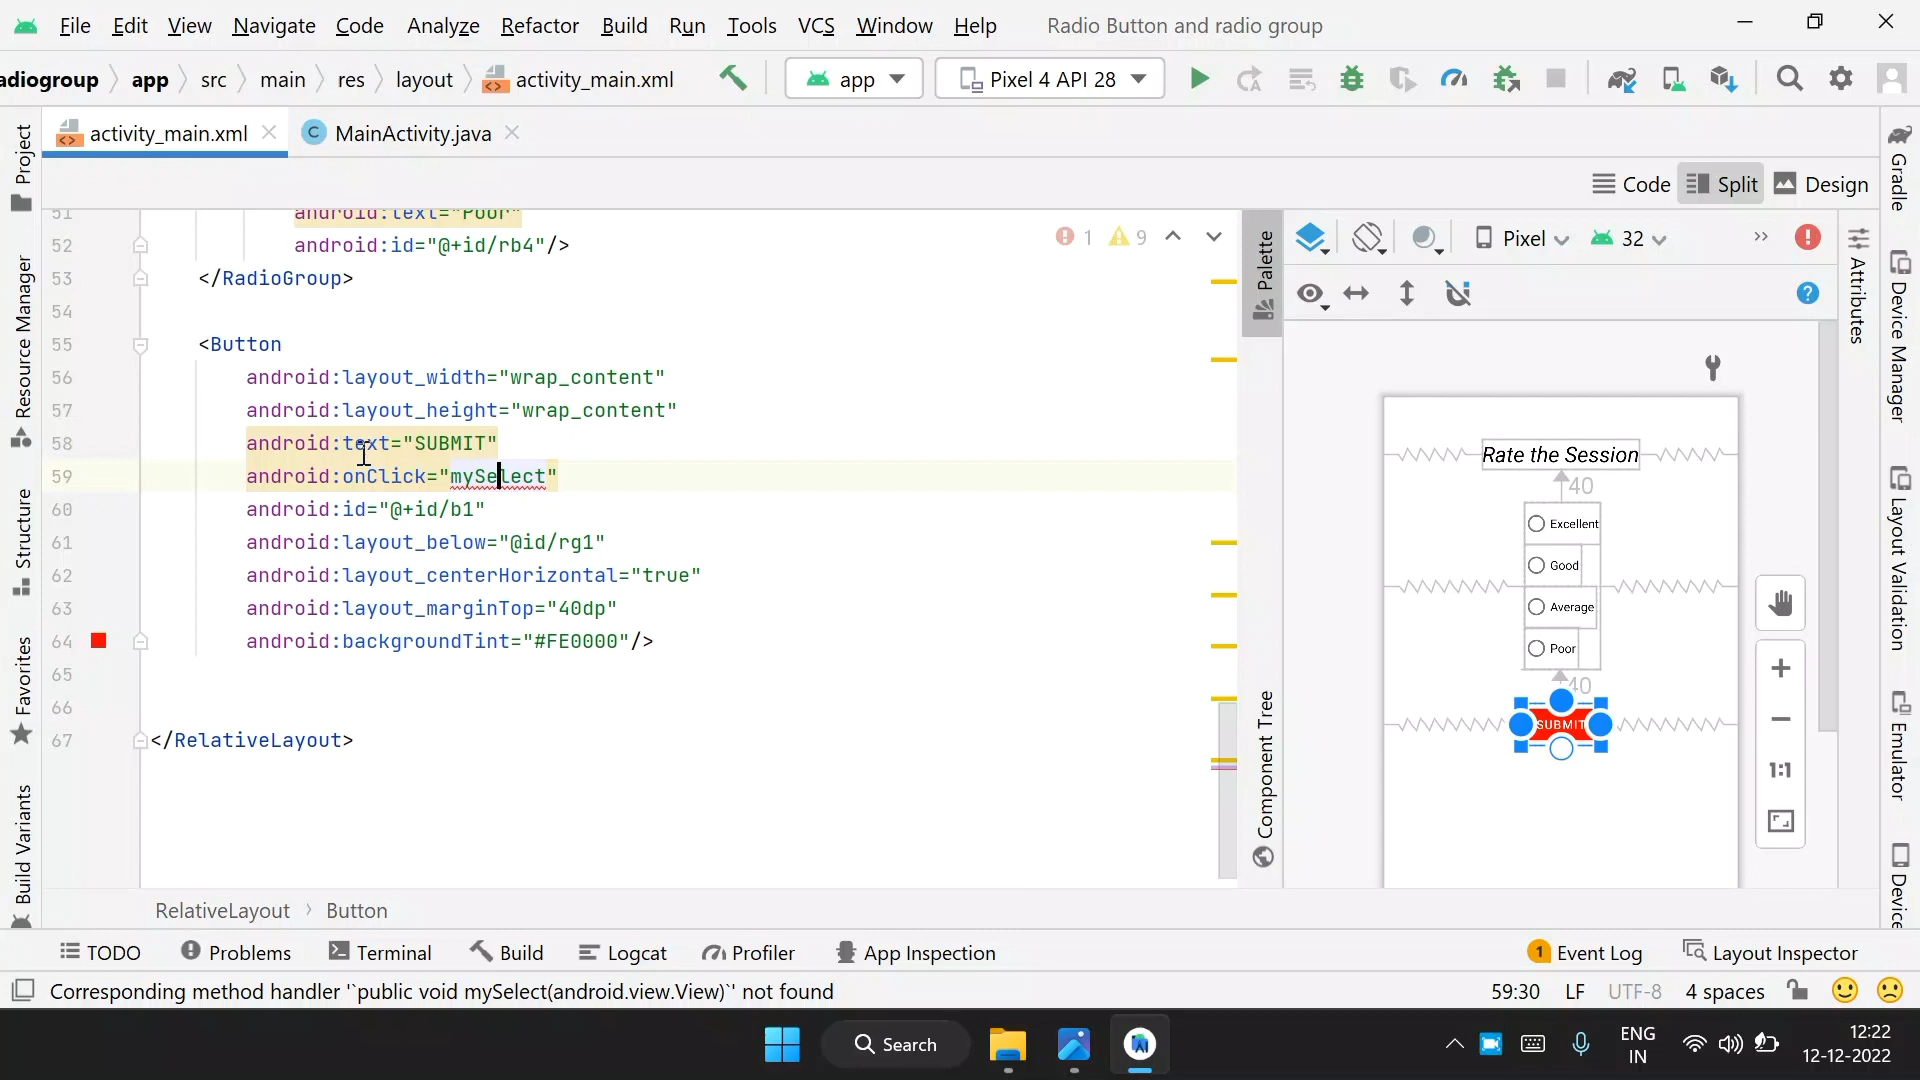 File Edit View Navigate Code Analyze Refactor Build Run Tools VCS Window Help Radio Button and radio group
adiogroup app src main res layout activity_main.xml app Pixel 4 API 28
activity_main.xml MainActivity.java
Code Split Design
51 android:text="Poor"
52 android:id="@+id/rb4"/>
53 </RadioGroup>
54
55 <Button
56 android:layout_width="wrap_content"
57 android:layout_height="wrap_content"
58 android:text="SUBMIT"
59 android:onClick="mySelect"
60 android:id="@+id/b1"
61 android:layout_below="@id/rg1"
62 android:layout_centerHorizontal="true"
63 android:layout_marginTop="40dp"
64 android:backgroundTint="#FE0000"/>
65
66
67 </RelativeLayout>
1 9
Project
Resource Manager
Structure
Favorites
Build Variants
Palette
Component Tree
Pixel 32
Rate the Session
40
Excellent
Good
Average
Poor
40
SUBMIT
1:1
Attributes
Gradle
Device Manager
Layout Validation
Emulator
Device
RelativeLayout Button
TODO Problems Terminal Build Logcat Profiler App Inspection 1 Event Log Layout Inspector
Corresponding method handler '`public void mySelect(android.view.View)`' not found 59:30 LF UTF-8 4 spaces
Search ENG 12:22
IN 12-12-2022